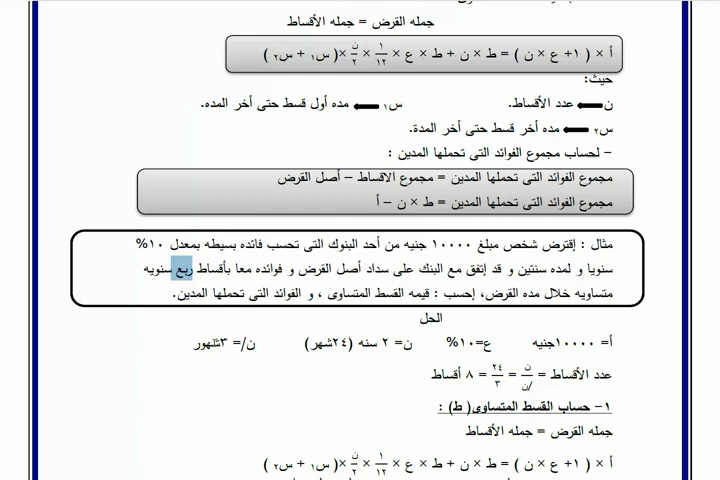 جمله القرض = جمله الأقساط
أ × ( ١+ ع × ن ) = ط × ن + ط × ع × ١/١٢ × ن/٢ ×( س١ + س٢ )
حيث:
ن عدد الأقساط. س١ مده أول قسط حتى أخر المده.
س٢ مده أخر قسط حتى أخر المدة.
- لحساب مجموع الفوائد التى تحملها المدين :
مجموع الفوائد التى تحملها المدين = مجموع الاقساط – أصل القرض
مجموع الفوائد التى تحملها المدين = ط × ن – أ
مثال : إقترض شخص مبلغ ١٠٠٠٠ جنيه من أحد البنوك التى تحسب فائده بسيطه بمعدل ١٠%
سنويا و لمده سنتين و قد إتفق مع البنك على سداد أصل القرض و فوائده معا بأقساط ربع سنويه
متساويه خلال مده القرض، إحسب : قيمه القسط المتساوى ، و الفوائد التى تحملها المدين.
الحل
أ= ١٠٠٠٠جنيه ع=١٠% ن= ٢ سنه (٢٤شهر) ن/= ٣شهور
عدد الأقساط = ن/ن/ = ٢٤/٣ = ٨ أقساط
١- حساب القسط المتساوى( ط) :
جمله القرض = جمله الأقساط
أ × ( ١+ ع × ن ) = ط × ن + ط × ع × ١/١٢ × ن/٢ ×( س١ + س٢ )